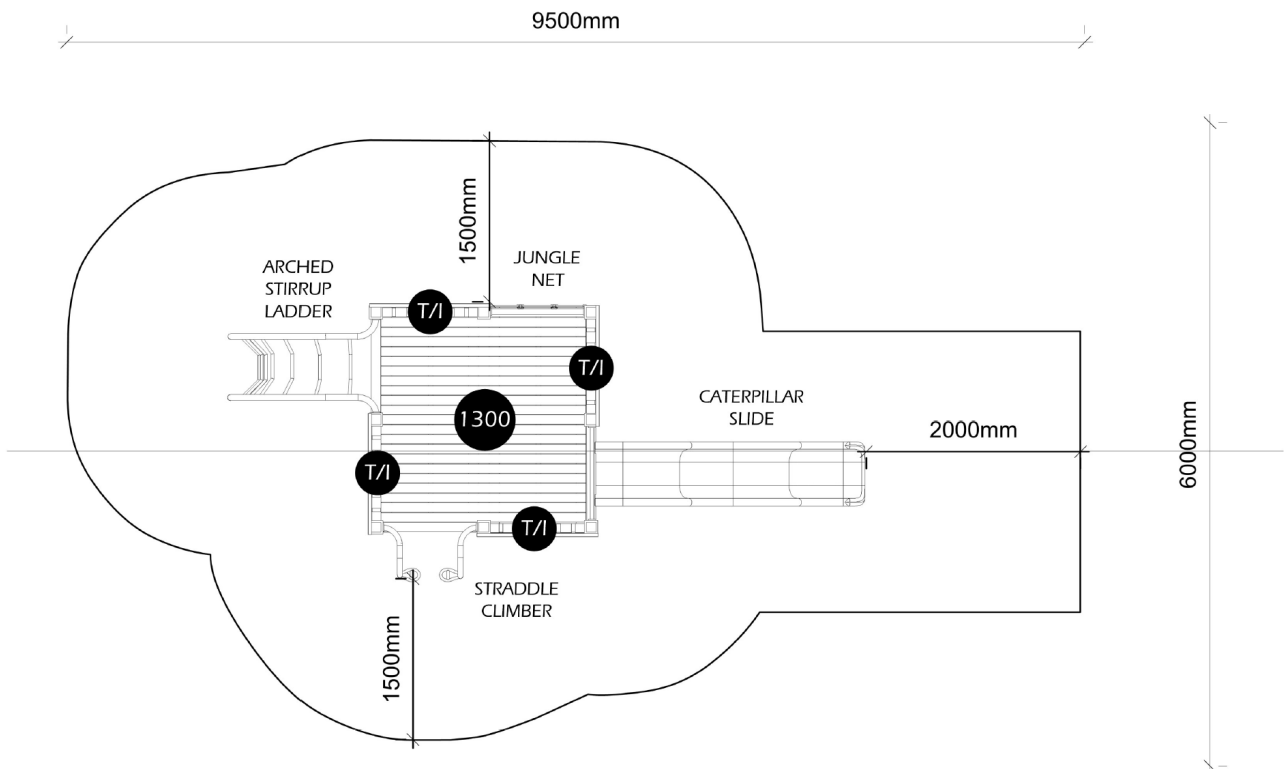 9500mm
1500mm
JUNGLE
NET
ARCHED
STIRRUP
LADDER
T/I
T/I
CATERPILLAR
SLIDE
1300
2000mm
6000mm
T/I
T/I
STRADDLE
CLIMBER
1500mm